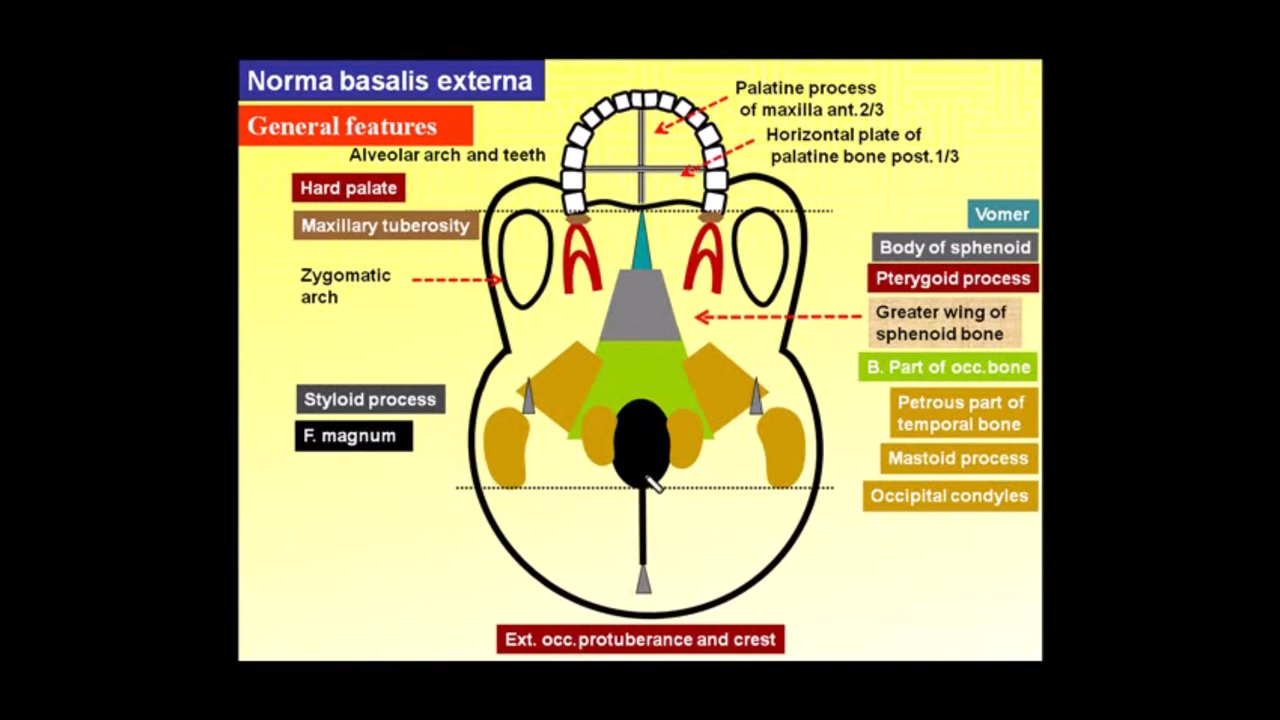 Norma basalis externa
General features
Palatine process
of maxilla ant.2/3
Horizontal plate of
palatine bone post.1/3
Alveolar arch and teeth
Hard palate
Maxillary tuberosity
Zygomatic
arch
Styloid process
F. magnum
Vomer
Body of sphenoid
Pterygoid process
Greater wing of
sphenoid bone
B. Part of occ.bone
Petrous part of
temporal bone
Mastoid process
Occipital condyles
Ext. occ.protuberance and crest